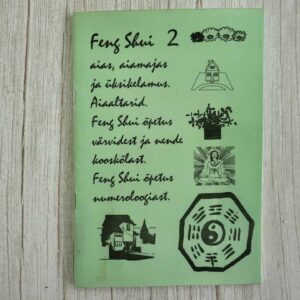 Feng Shui 2
aias, aiamajas
ja üksikelamus.
Aiaaltarid.
Feng Shui õpetus
värvidest ja nende
kooskõlast.
Feng Shui õpetus
numeroloogiast.